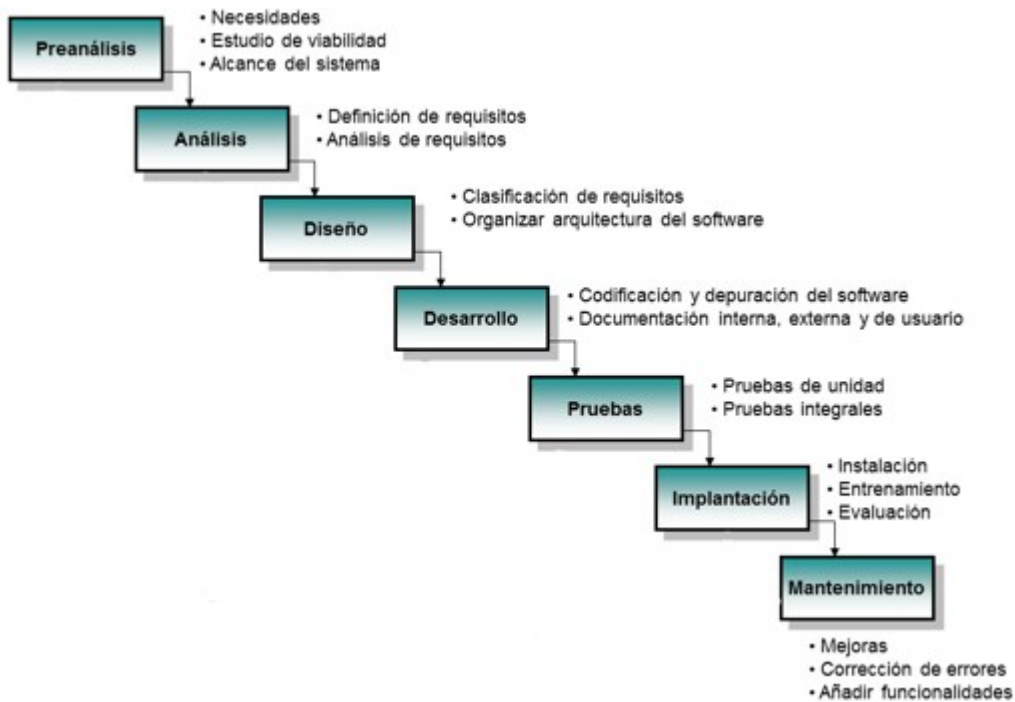 Preanálisis
• Necesidades
• Estudio de viabilidad
• Alcance del sistema
Análisis
• Definición de requisitos
• Análisis de requisitos
Diseño
• Clasificación de requisitos
• Organizar arquitectura del software
Desarrollo
• Codificación y depuración del software
• Documentación interna, externa y de usuario
Pruebas
• Pruebas de unidad
• Pruebas integrales
Implantación
• Instalación
• Entrenamiento
• Evaluación
Mantenimiento
• Mejoras
• Corrección de errores
• Añadir funcionalidades